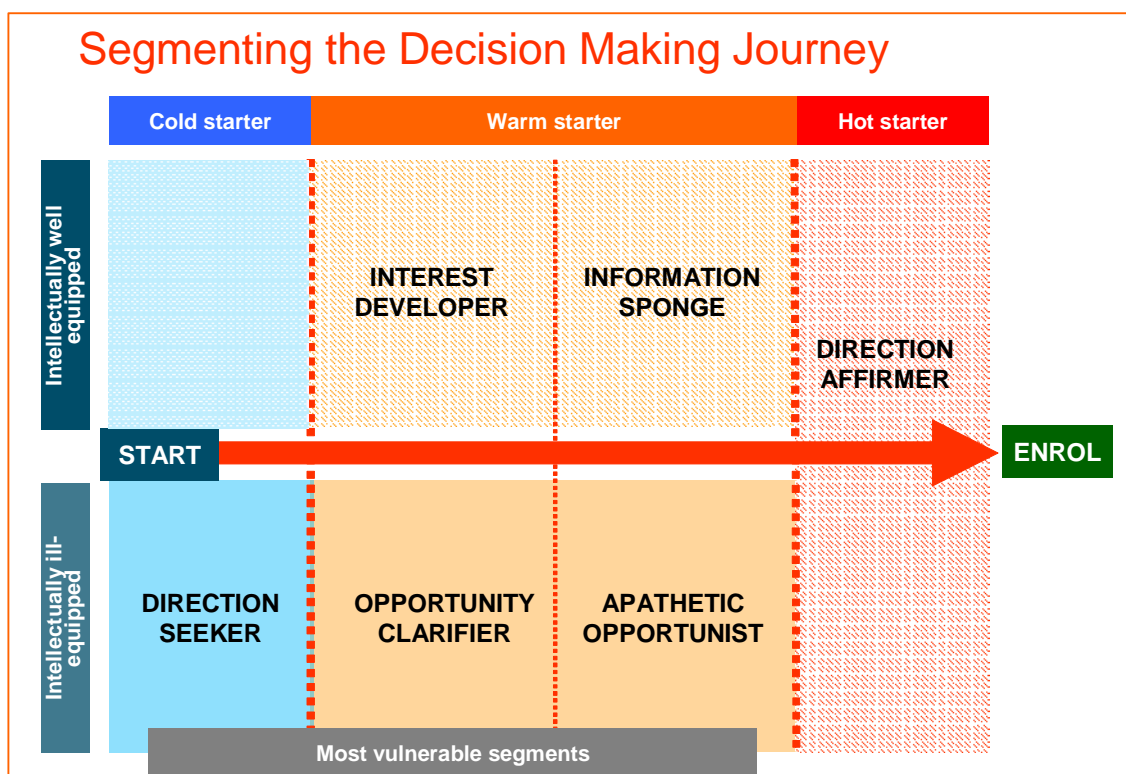 Segmenting the Decision Making Journey
Cold starter
Warm starter
Hot starter
Intellectually well
equipped
INTEREST
DEVELOPER
INFORMATION
SPONGE
DIRECTION
AFFIRMER
START
ENROL
Intellectually ill-
equipped
DIRECTION
SEEKER
OPPORTUNITY
CLARIFIER
APATHETIC
OPPORTUNIST
Most vulnerable segments